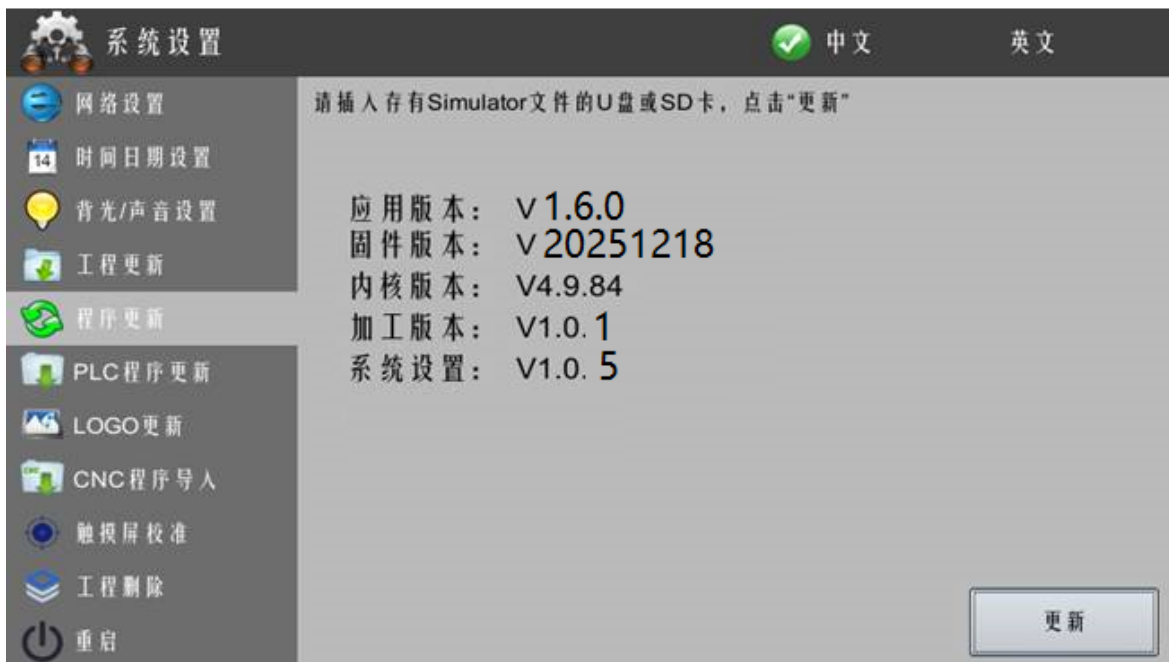 系统设置
中文 英文
网络设置
14 时间日期设置
背光/声音设置
工程更新
程序更新
PLC程序更新
LOGO更新
CNC程序导入
触摸屏校准
工程删除
重启
请插入存有Simulator文件的U盘或SD卡，点击“更新”
应用版本： V 1.6.0
固件版本： V 20251218
内核版本： V4.9.84
加工版本： V1.0. 1
系统设置： V1.0. 5
更新